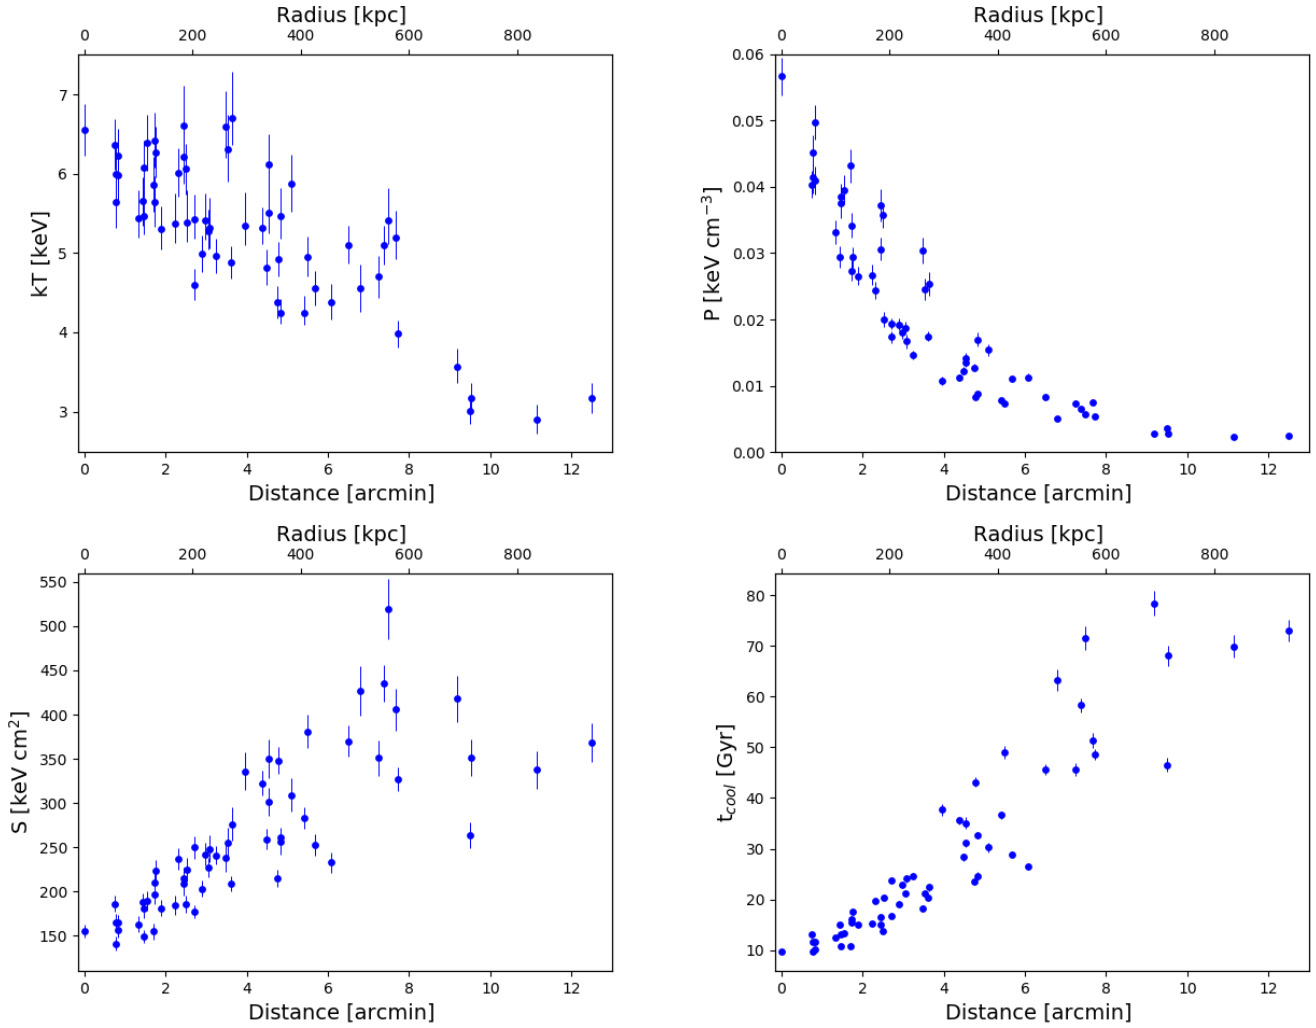 Radius [kpc]
0 200 400 600 800
7
6
5
4
3
kT [keV]
0 2 4 6 8 10 12
Distance [arcmin]
Radius [kpc]
0 200 400 600 800
0.06
0.05
0.04
0.03
0.02
0.01
0.00
P [keV cm⁻³]
0 2 4 6 8 10 12
Distance [arcmin]
Radius [kpc]
0 200 400 600 800
550
500
450
400
350
300
250
200
150
S [keV cm²]
0 2 4 6 8 10 12
Distance [arcmin]
Radius [kpc]
0 200 400 600 800
80
70
60
50
40
30
20
10
t_cool [Gyr]
0 2 4 6 8 10 12
Distance [arcmin]